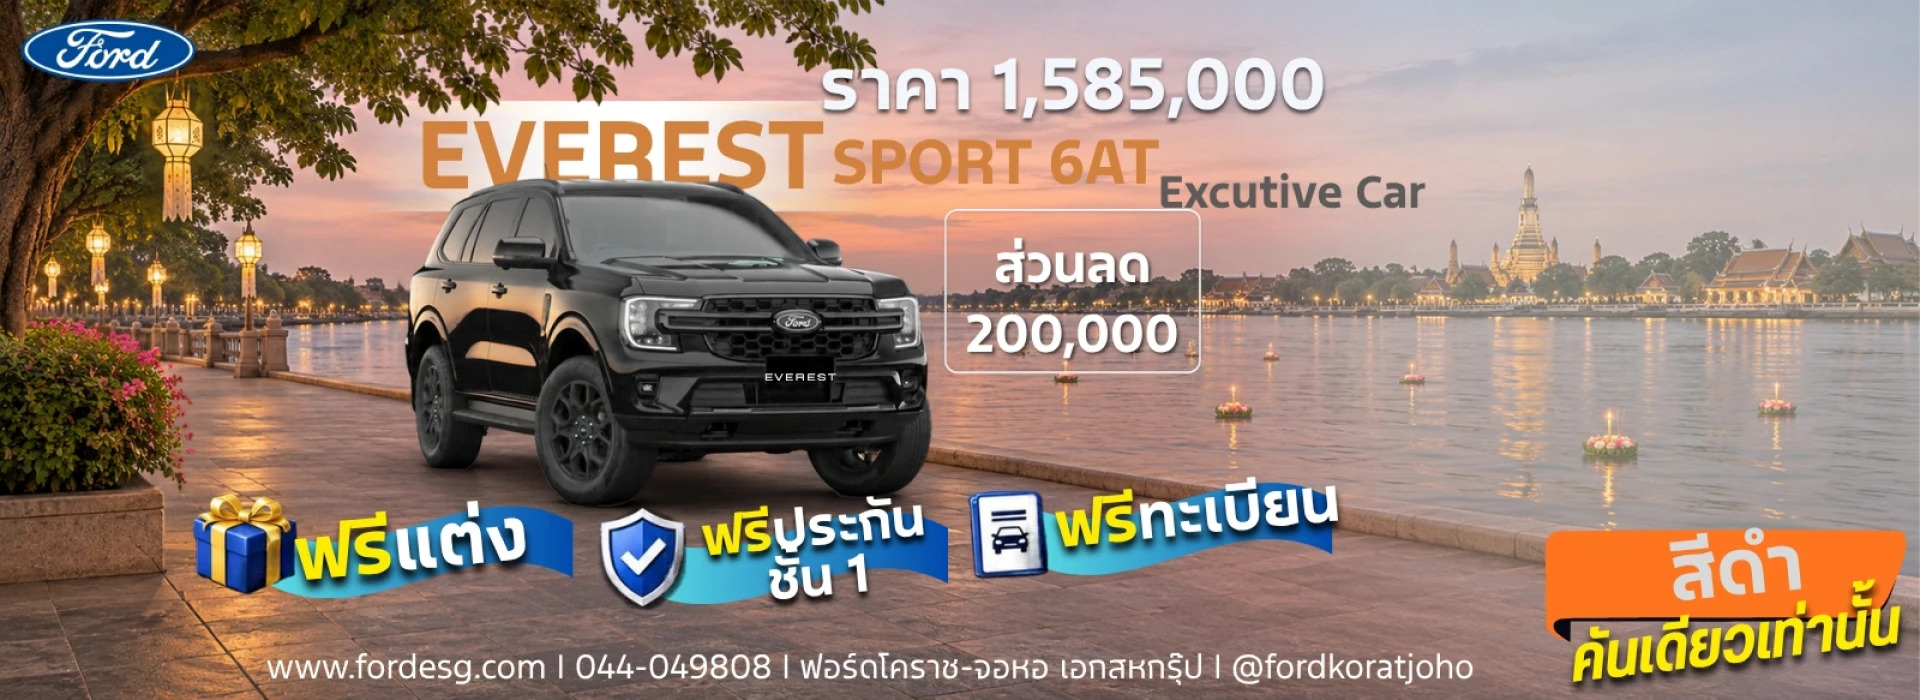 Ford
ราคา 1,585,000
EVEREST SPORT 6AT
Excutive Car
ส่วนลด
200,000
Ford
EVEREST
ฟรีแต่ง
ฟรีประกัน
ชั้น 1
ฟรีทะเบียน
สีดำ
คันเดียวเท่านั้น
www.fordesg.com | 044-049808 | ฟอร์ดโคราช-จอหอ เอกสหกรุ๊ป | @fordkoratjoho